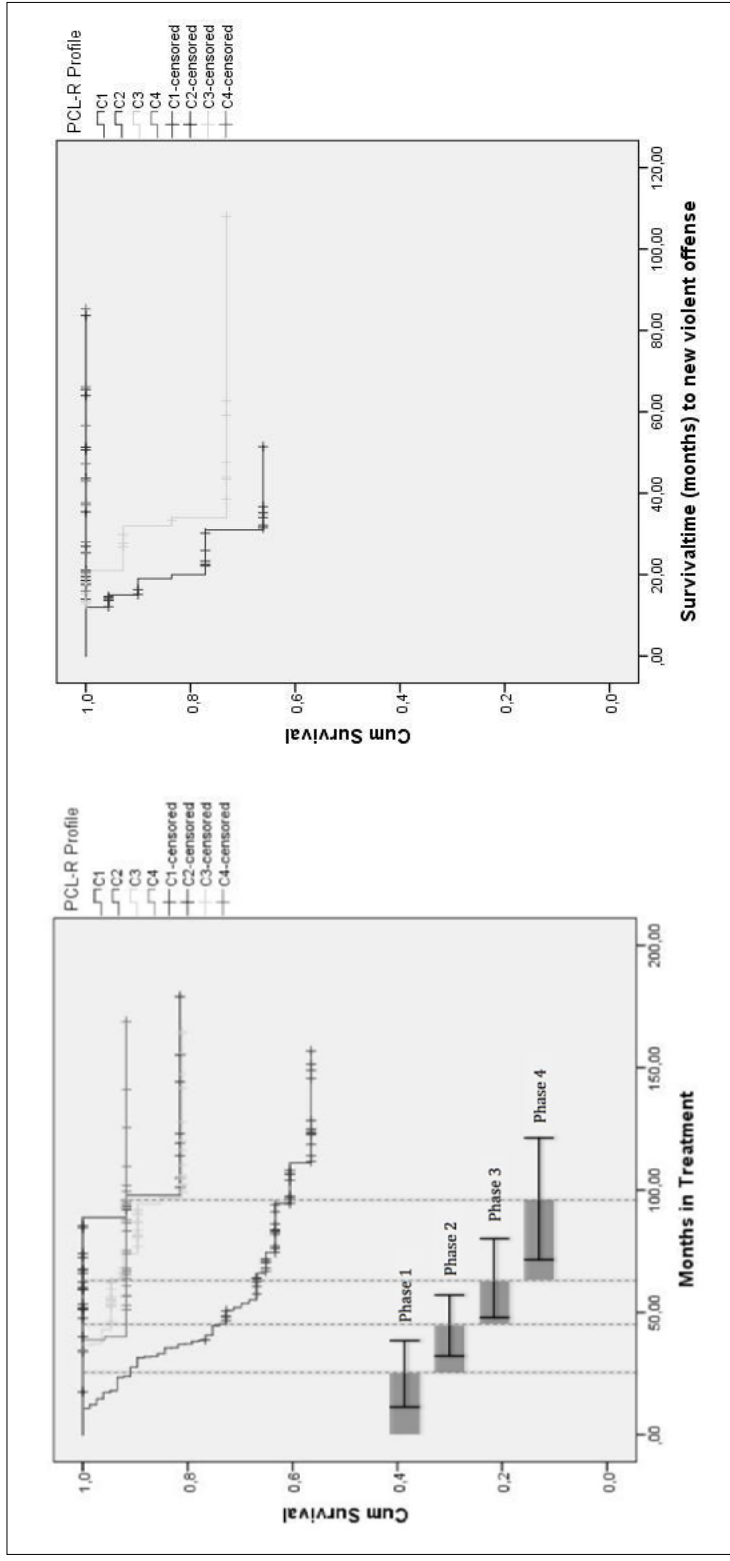 PCL-R Profile
C1
C2
C3
C4
C1-censored
C2-censored
C3-censored
C4-censored
Cum Survival
1,0
0,8
0,6
0,4
0,2
0,0
Phase 1
Phase 2
Phase 3
Phase 4
,00
50,00
100,00
150,00
200,00
Months in Treatment
PCL-R Profile
C1
C2
C3
C4
C1-censored
C2-censored
C3-censored
C4-censored
Cum Survival
1,0
0,8
0,6
0,4
0,2
0,0
,00
20,00
40,00
60,00
80,00
100,00
120,00
Survivaltime (months) to new violent offense